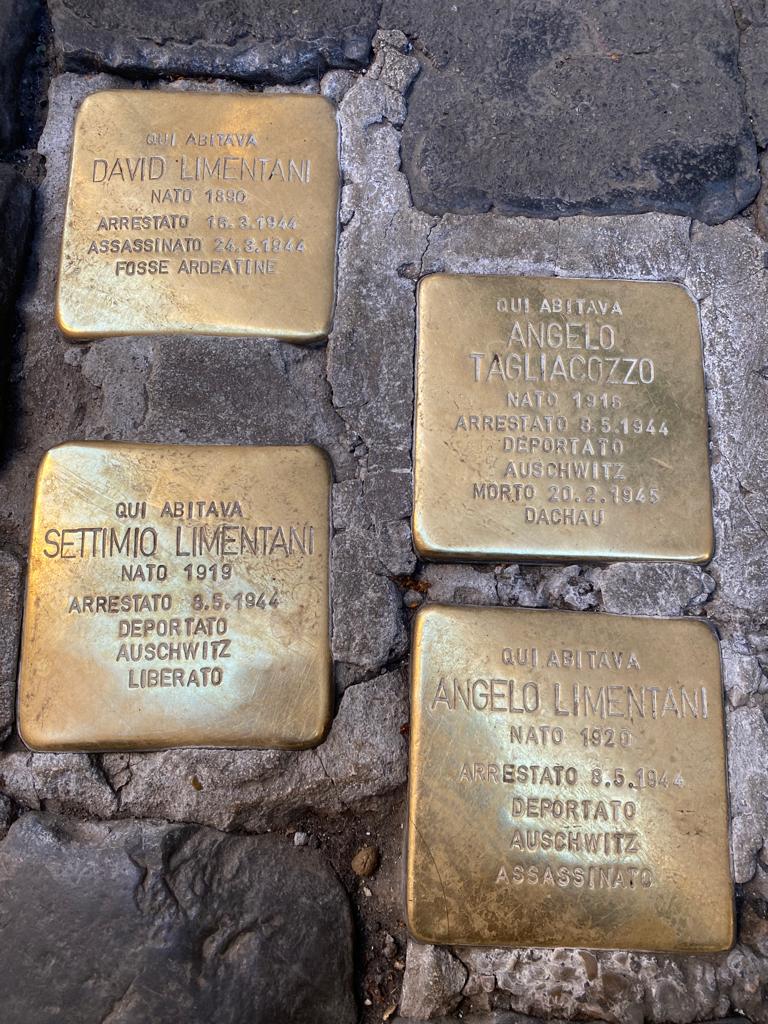 QUI ABITAVA
DAVID LIMENTANI
NATO 1890
ARRESTATO 16.3.1944
ASSASSINATO 24.3.1944
FOSSE ARDEATINE
QUI ABITAVA
ANGELO
TAGLIACOZZO
NATO 1916
ARRESTATO 8.5.1944
DEPORTATO
AUSCHWITZ
MORTO 20.2.1945
DACHAU
QUI ABITAVA
SETTIMIO LIMENTANI
NATO 1919
ARRESTATO 8.5.1944
DEPORTATO
AUSCHWITZ
LIBERATO
QUI ABITAVA
ANGELO LIMENTANI
NATO 1920
ARRESTATO 8.5.1944
DEPORTATO
AUSCHWITZ
ASSASSINATO